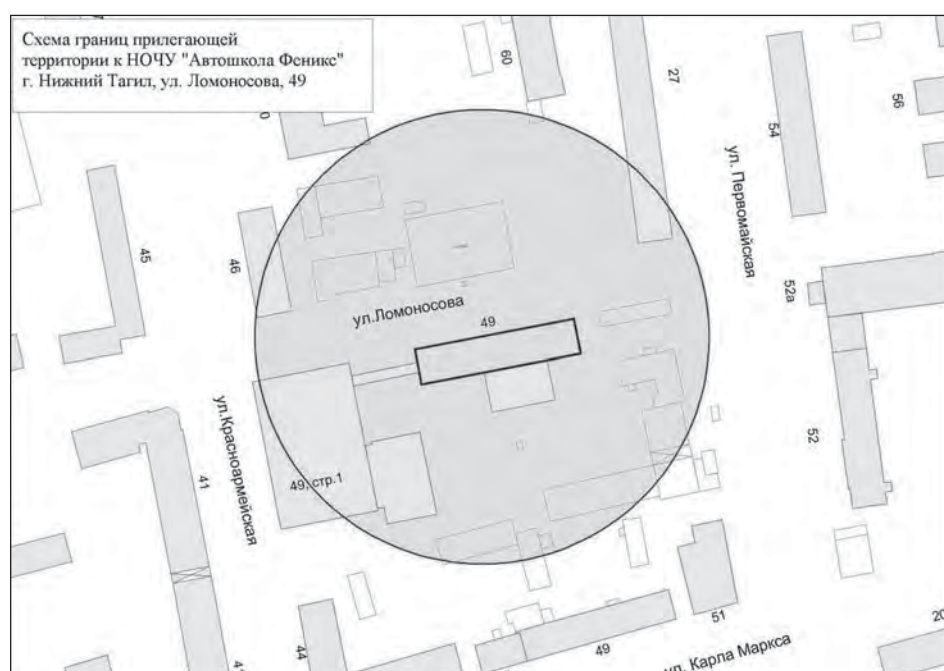 Схема границ прилегающей
территории к НОЧУ "Автошкола Феникс"
г. Нижний Тагил, ул. Ломоносова, 49
60
27
56
54
ул. Первомайская
45
46
52а
ул.Ломоносова
49
ул.Красноармейская
41
49, стр.1
52
44
49
51
ул. Карла Маркса
20